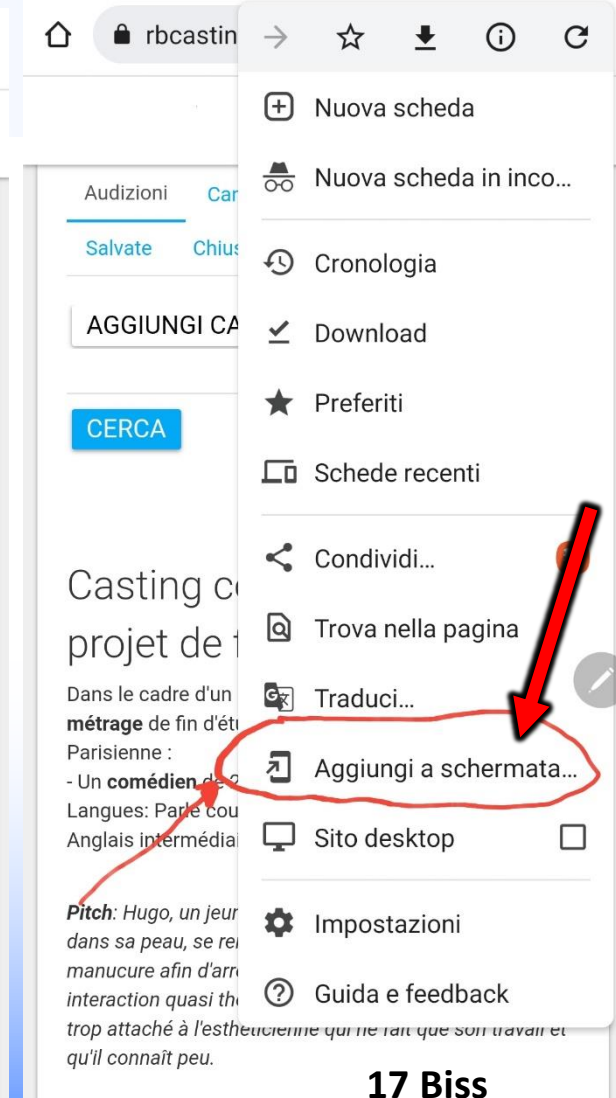 rbcastin
Nuova scheda
Nuova scheda in inco...
Audizioni Car
Salvate Chius
Cronologia
AGGIUNGI CA
Download
Preferiti
CERCA
Schede recenti
Condividi...
Casting co
projet de f
Trova nella pagina
Dans le cadre d'un
Traduci...
métrage de fin d'étu
Parisienne :
Aggiungi a schermata...
- Un comédien de 2
Langues: Parle cou
Sito desktop
Anglais intermédiai
Pitch: Hugo, un jeur
Impostazioni
dans sa peau, se re
manucure afin d'arr
Guida e feedback
interaction quasi th
trop attaché à l'esthéticienne qui ne fait que son travail et
qu'il connaît peu.
17 Biss